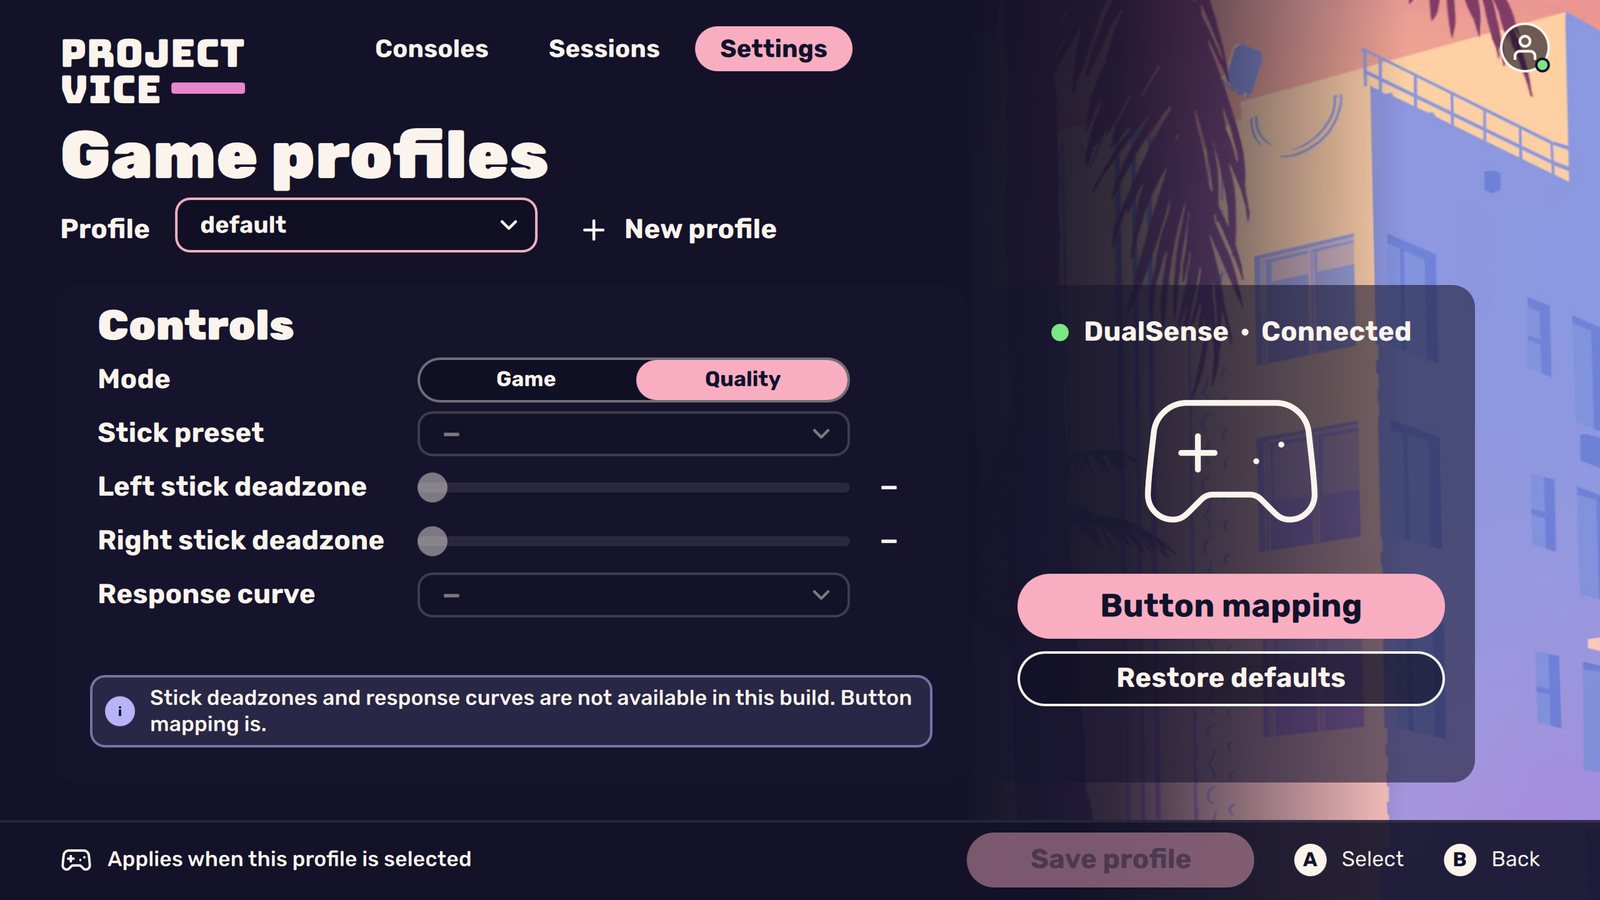 PROJECT
VICE
Consoles
Sessions
Settings
Game profiles
Profile
default
New profile
Controls
Mode
Game
Quality
Stick preset
–
Left stick deadzone
–
Right stick deadzone
–
Response curve
–
Stick deadzones and response curves are not available in this build. Button
mapping is.
DualSense • Connected
Button mapping
Restore defaults
Applies when this profile is selected
Save profile
A Select
B Back